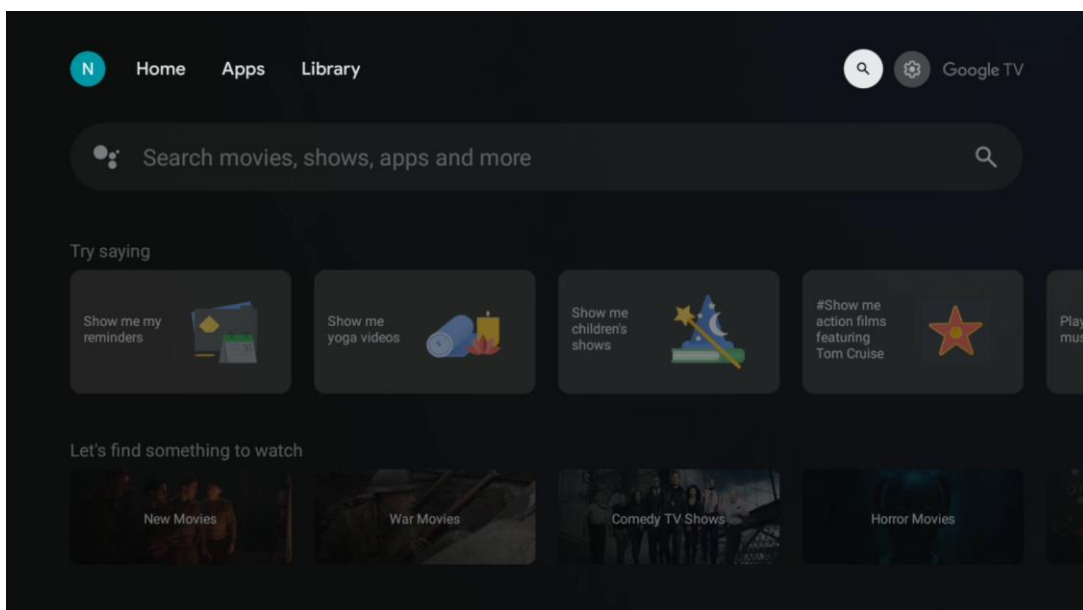 N
Home
Apps
Library
Google TV
Search movies, shows, apps and more
Try saying
Show me my
reminders
Show me
yoga videos
Show me
children's
shows
#Show me
action films
featuring
Tom Cruise
Let's find something to watch
New Movies
War Movies
Comedy TV Shows
Horror Movies